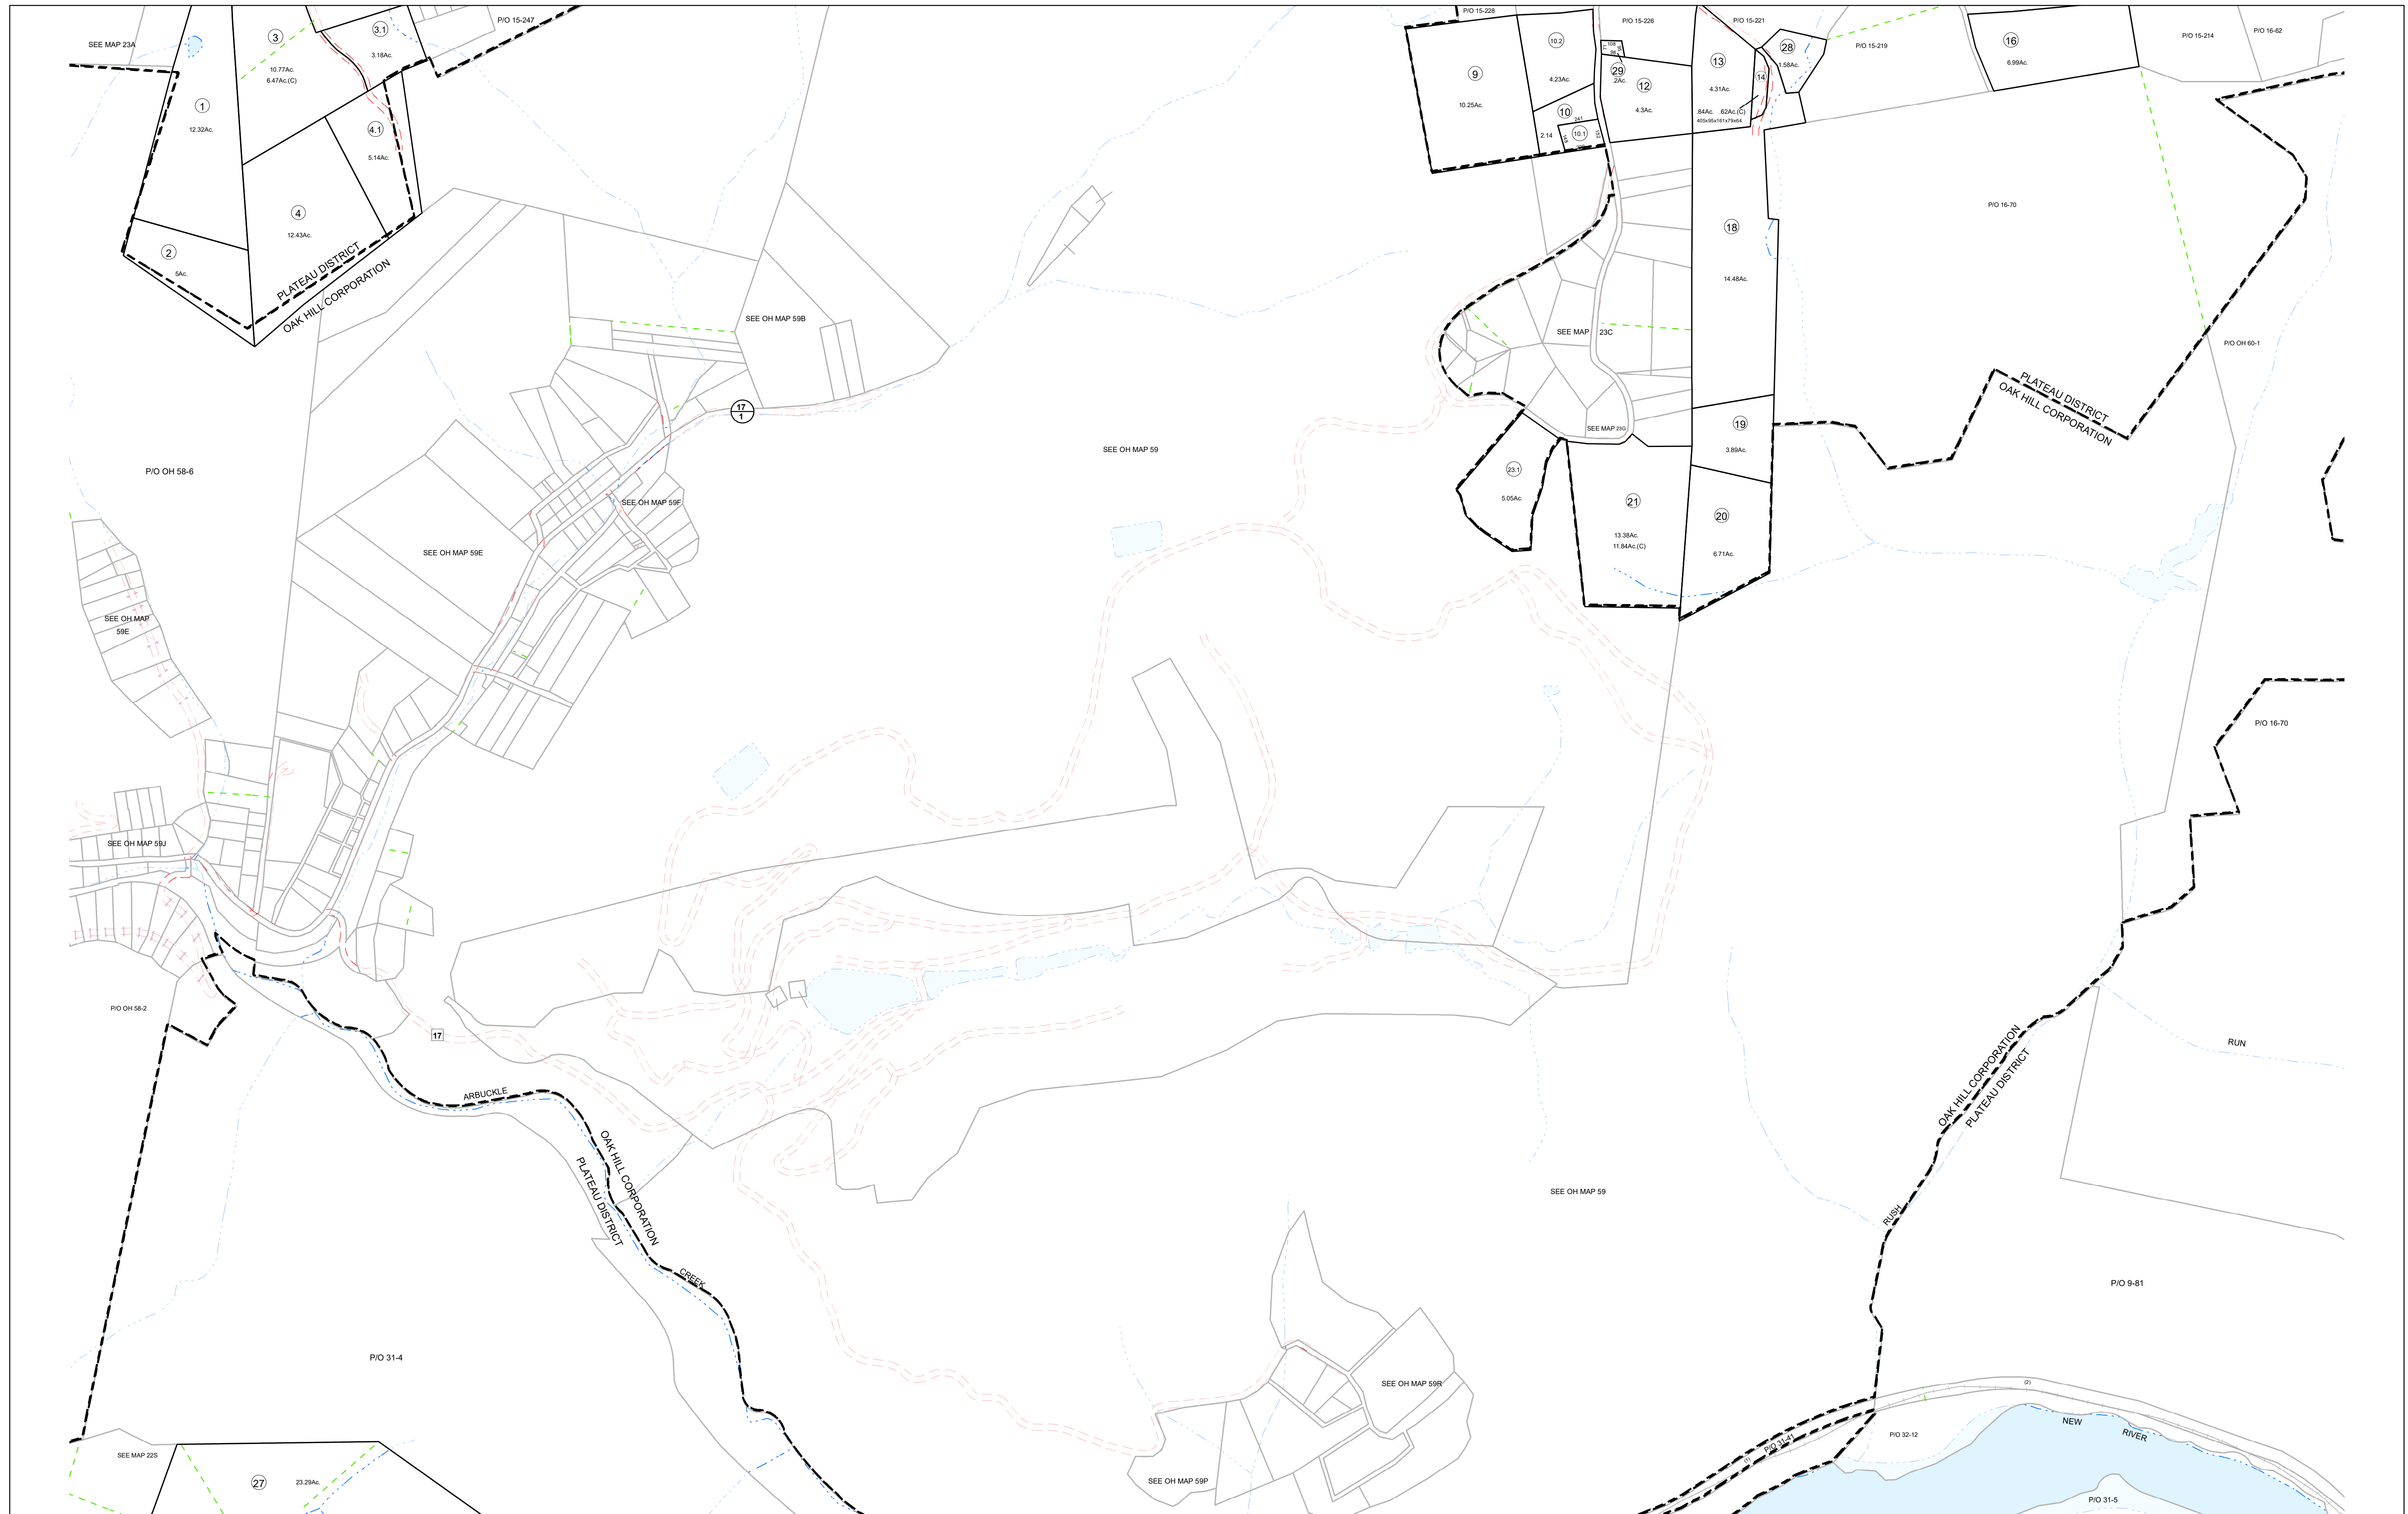 P/O 15-247
SEE MAP 23A
3
10.77Ac.
6.47Ac.(C)
3.1
3.18Ac.
1
12.32Ac.
4.1
5.14Ac.
4
12.43Ac.
2
5Ac.
PLATEAU DISTRICT
OAK HILL CORPORATION
P/O 15-228
P/O 15-226
P/O 15-221
P/O 15-219
P/O 15-214
P/O 16-62
9
10.25Ac.
10.2
4.23Ac.
10
2.14
241
10.1
108
29
.2Ac.
12
4.3Ac.
13
4.31Ac.
14
.84Ac.
.62Ac.(C)
405x95x161x79x64
28
1.58Ac.
16
6.99Ac.
P/O 16-70
18
14.48Ac.
SEE MAP 23C
SEE OH MAP 59B
P/O OH 60-1
PLATEAU DISTRICT
OAK HILL CORPORATION
17
1
SEE MAP 23G
19
3.89Ac.
SEE OH MAP 59
P/O OH 58-6
23.1
5.05Ac.
21
13.38Ac.
11.84Ac.(C)
20
6.71Ac.
SEE OH MAP 59F
SEE OH MAP 59E
SEE OH MAP
59E
P/O 16-70
SEE OH MAP 59J
P/O OH 58-2
17
ARBUCKLE
OAK HILL CORPORATION
PLATEAU DISTRICT
CREEK
RUN
OAK HILL CORPORATION
PLATEAU DISTRICT
RUSH
SEE OH MAP 59
P/O 9-81
P/O 31-4
SEE OH MAP 59R
(2)
NEW
RIVER
P/O 32-12
P/O 31-41
(1)
SEE MAP 22S
27
23.29Ac.
SEE OH MAP 59P
P/O 31-5